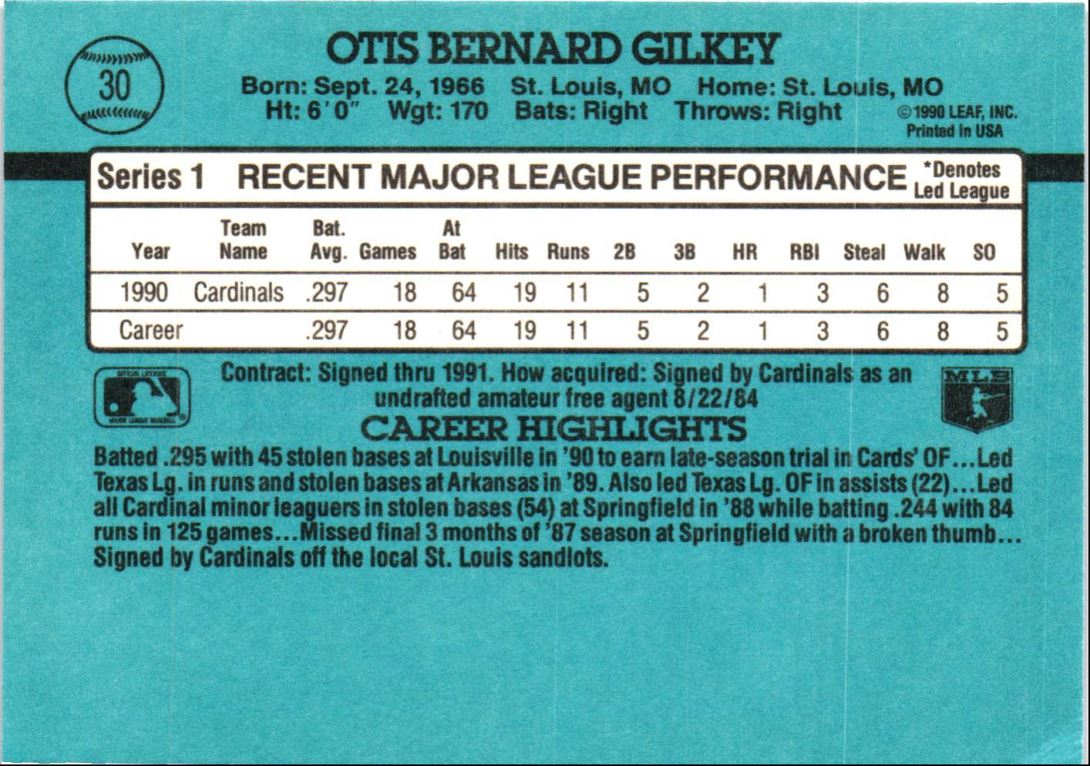 30
OTIS BERNARD GILKEY
Born: Sept. 24, 1966 St. Louis, MO Home: St. Louis, MO
Ht: 6'0" Wgt: 170 Bats: Right Throws: Right
©1990 LEAF, INC.
Printed in USA
Series 1 RECENT MAJOR LEAGUE PERFORMANCE *Denotes Led League
Year Team Name Bat. Avg. Games At Bat Hits Runs 2B 3B HR RBI Steal Walk SO
1990 Cardinals .297 18 64 19 11 5 2 1 3 6 8 5
Career .297 18 64 19 11 5 2 1 3 6 8 5
Contract: Signed thru 1991. How acquired: Signed by Cardinals as an
undrafted amateur free agent 8/22/84
OFFICIAL LICENSEE
MAJOR LEAGUE BASEBALL
MLB
CAREER HIGHLIGHTS
Batted .295 with 45 stolen bases at Louisville in '90 to earn late-season trial in Cards' OF...Led
Texas Lg. in runs and stolen bases at Arkansas in '89. Also led Texas Lg. OF in assists (22)...Led
all Cardinal minor leaguers in stolen bases (54) at Springfield in '88 while batting .244 with 84
runs in 125 games...Missed final 3 months of '87 season at Springfield with a broken thumb...
Signed by Cardinals off the local St. Louis sandlots.